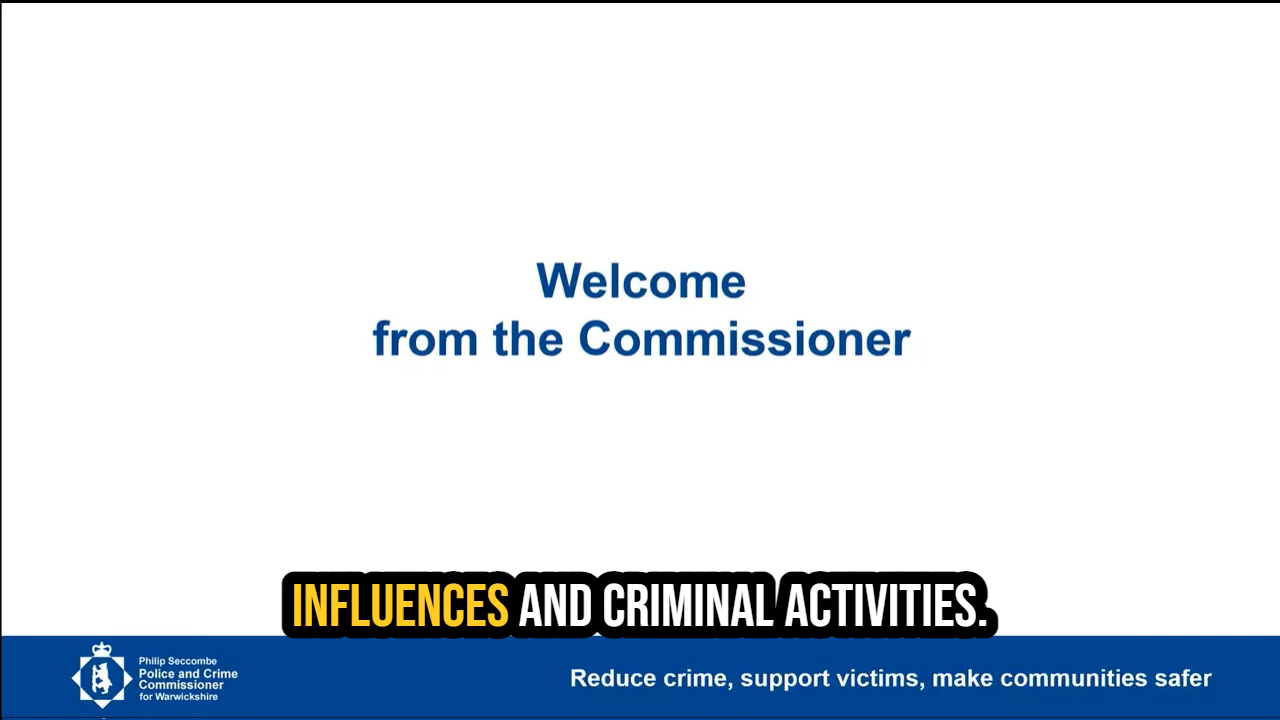 Welcome
from the Commissioner
INFLUENCES AND CRIMINAL ACTIVITIES.
Philip Seccombe
Police and Crime
Commissioner
for Warwickshire
Reduce crime, support victims, make communities safer